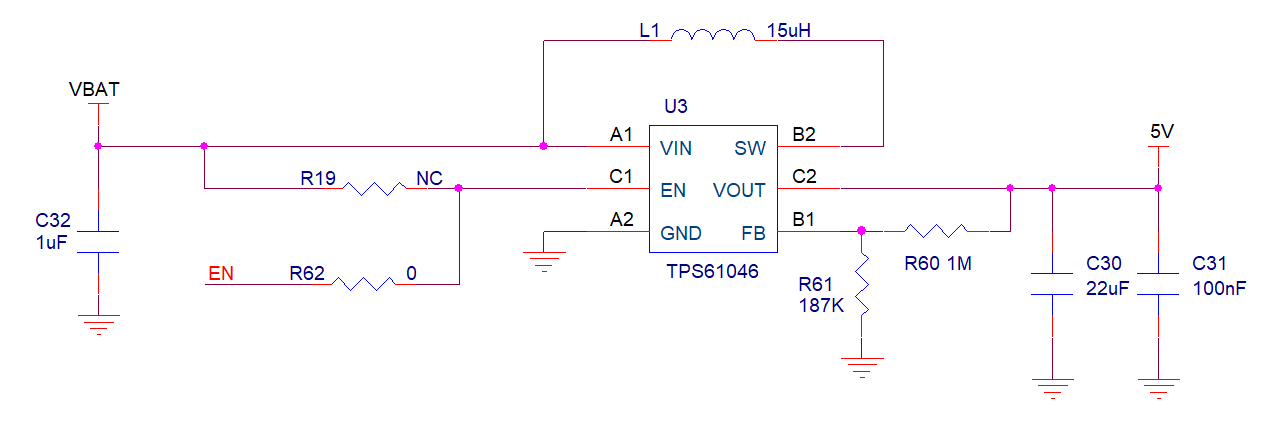 L1 15uH
VBAT
U3
A1 VIN SW B2
5V
R19 NC
C1 EN VOUT C2
C32
1uF
A2 GND FB B1
EN R62 0
TPS61046
R60 1M
R61
187K
C30
22uF
C31
100nF